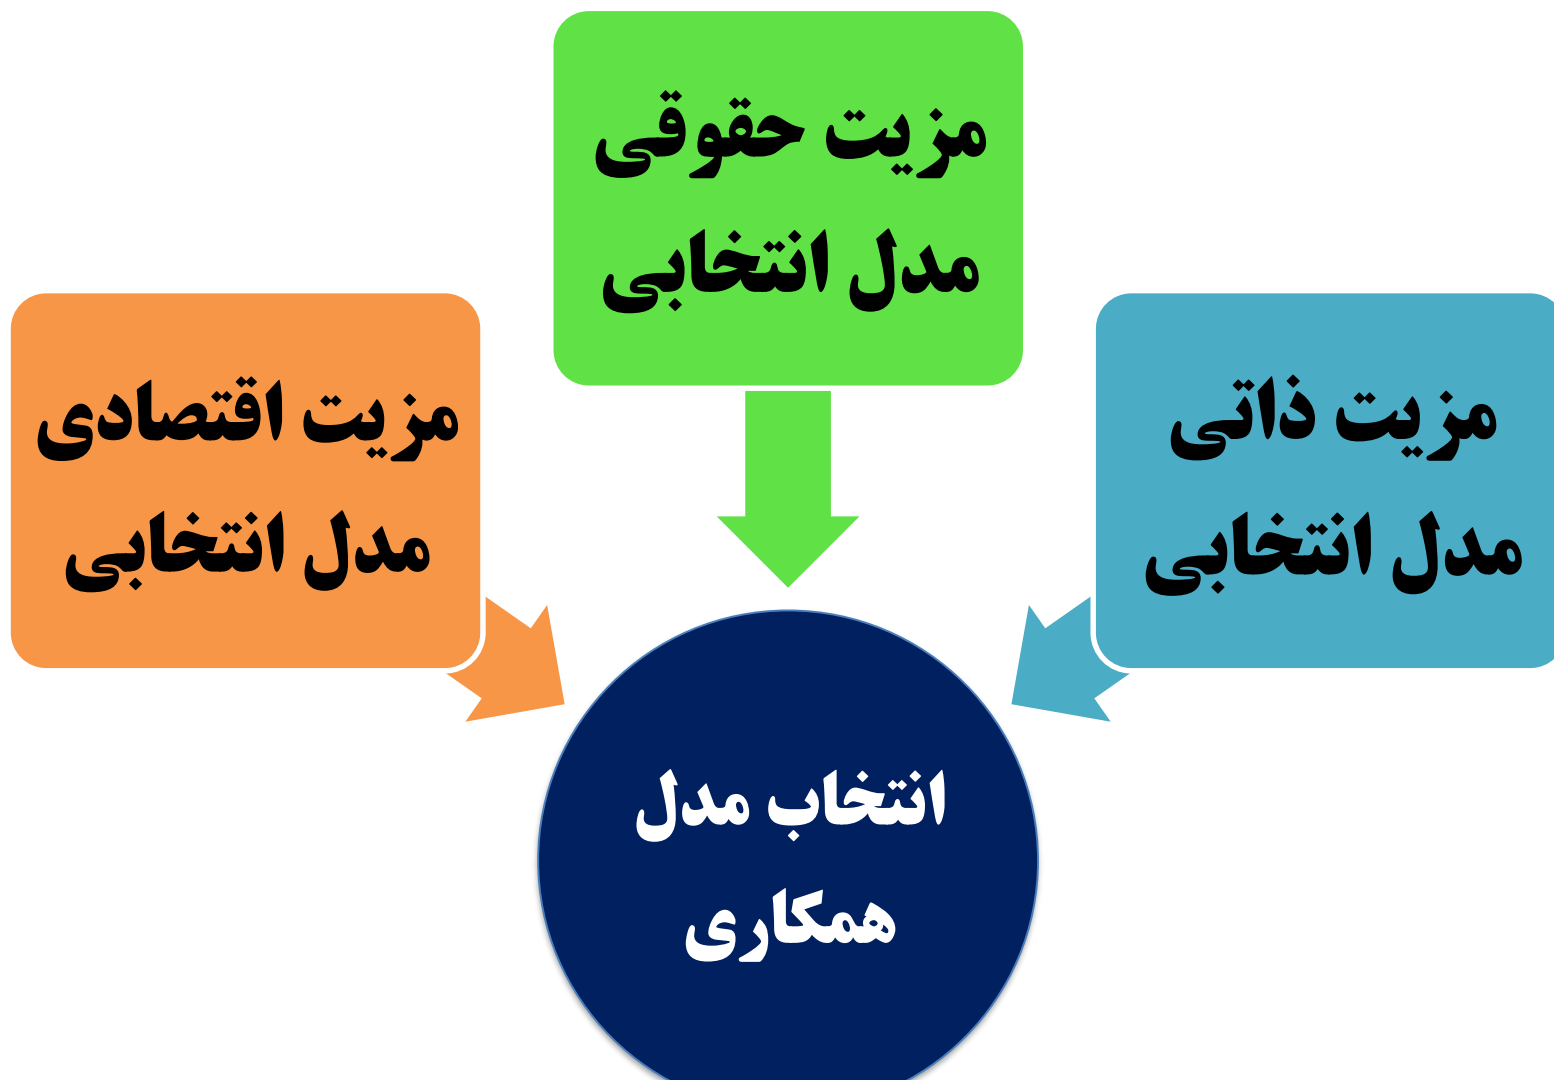 مزیت حقوقی
مدل انتخابی
مزیت ذاتی
مدل انتخابی
مزیت اقتصادی
مدل انتخابی
انتخاب مدل
همکاری